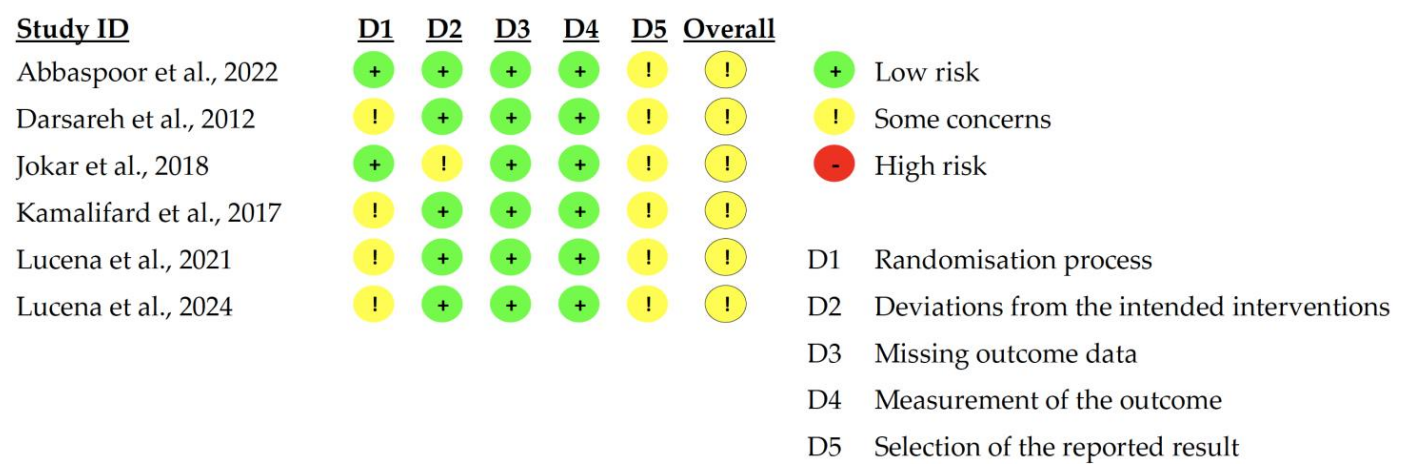 Study ID D1 D2 D3 D4 D5 Overall
Abbaspoor et al., 2022 + + + + ! !
Darsareh et al., 2012 ! + + + ! !
Jokar et al., 2018 + ! + + ! !
Kamalifard et al., 2017 ! + + + ! !
Lucena et al., 2021 ! + + + ! !
Lucena et al., 2024 ! + + + ! !
+ Low risk
! Some concerns
- High risk
D1 Randomisation process
D2 Deviations from the intended interventions
D3 Missing outcome data
D4 Measurement of the outcome
D5 Selection of the reported result